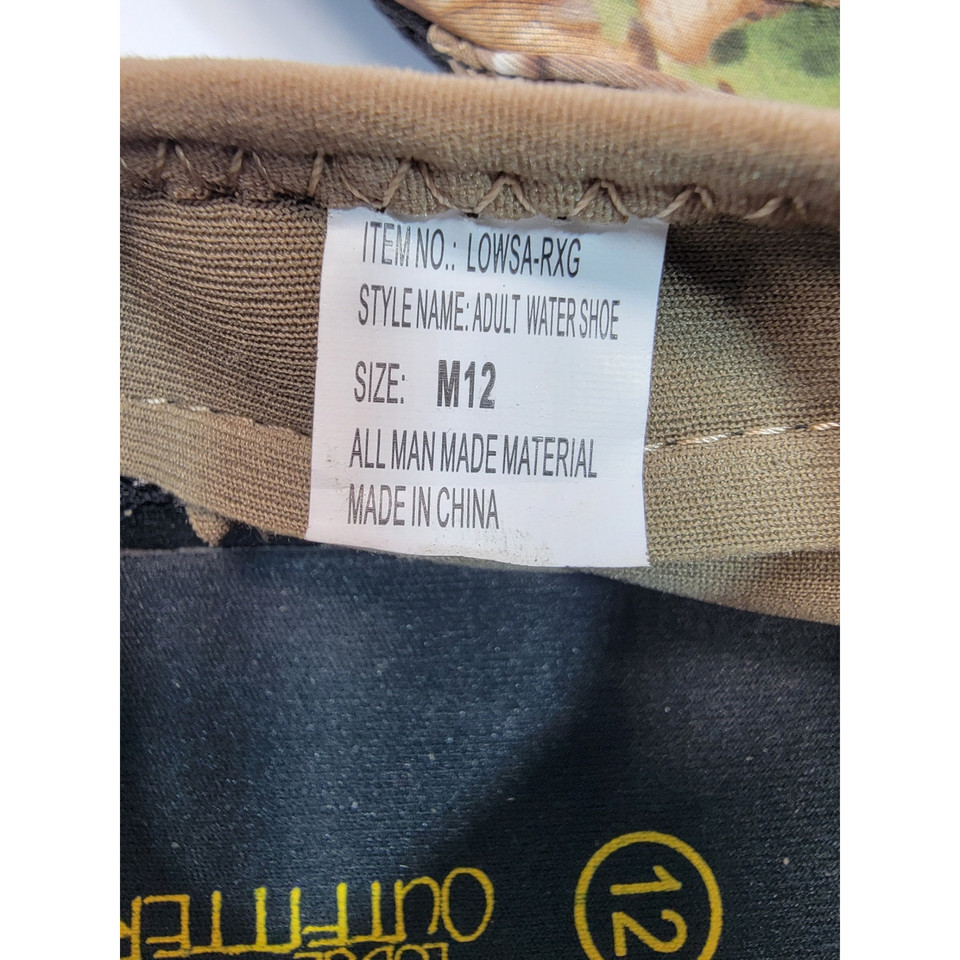 ITEM NO.: LOWSA-RXG
STYLE NAME: ADULT WATER SHOE
SIZE: M12
ALL MAN MADE MATERIAL
MADE IN CHINA
12
LODGE
OUTFITTER